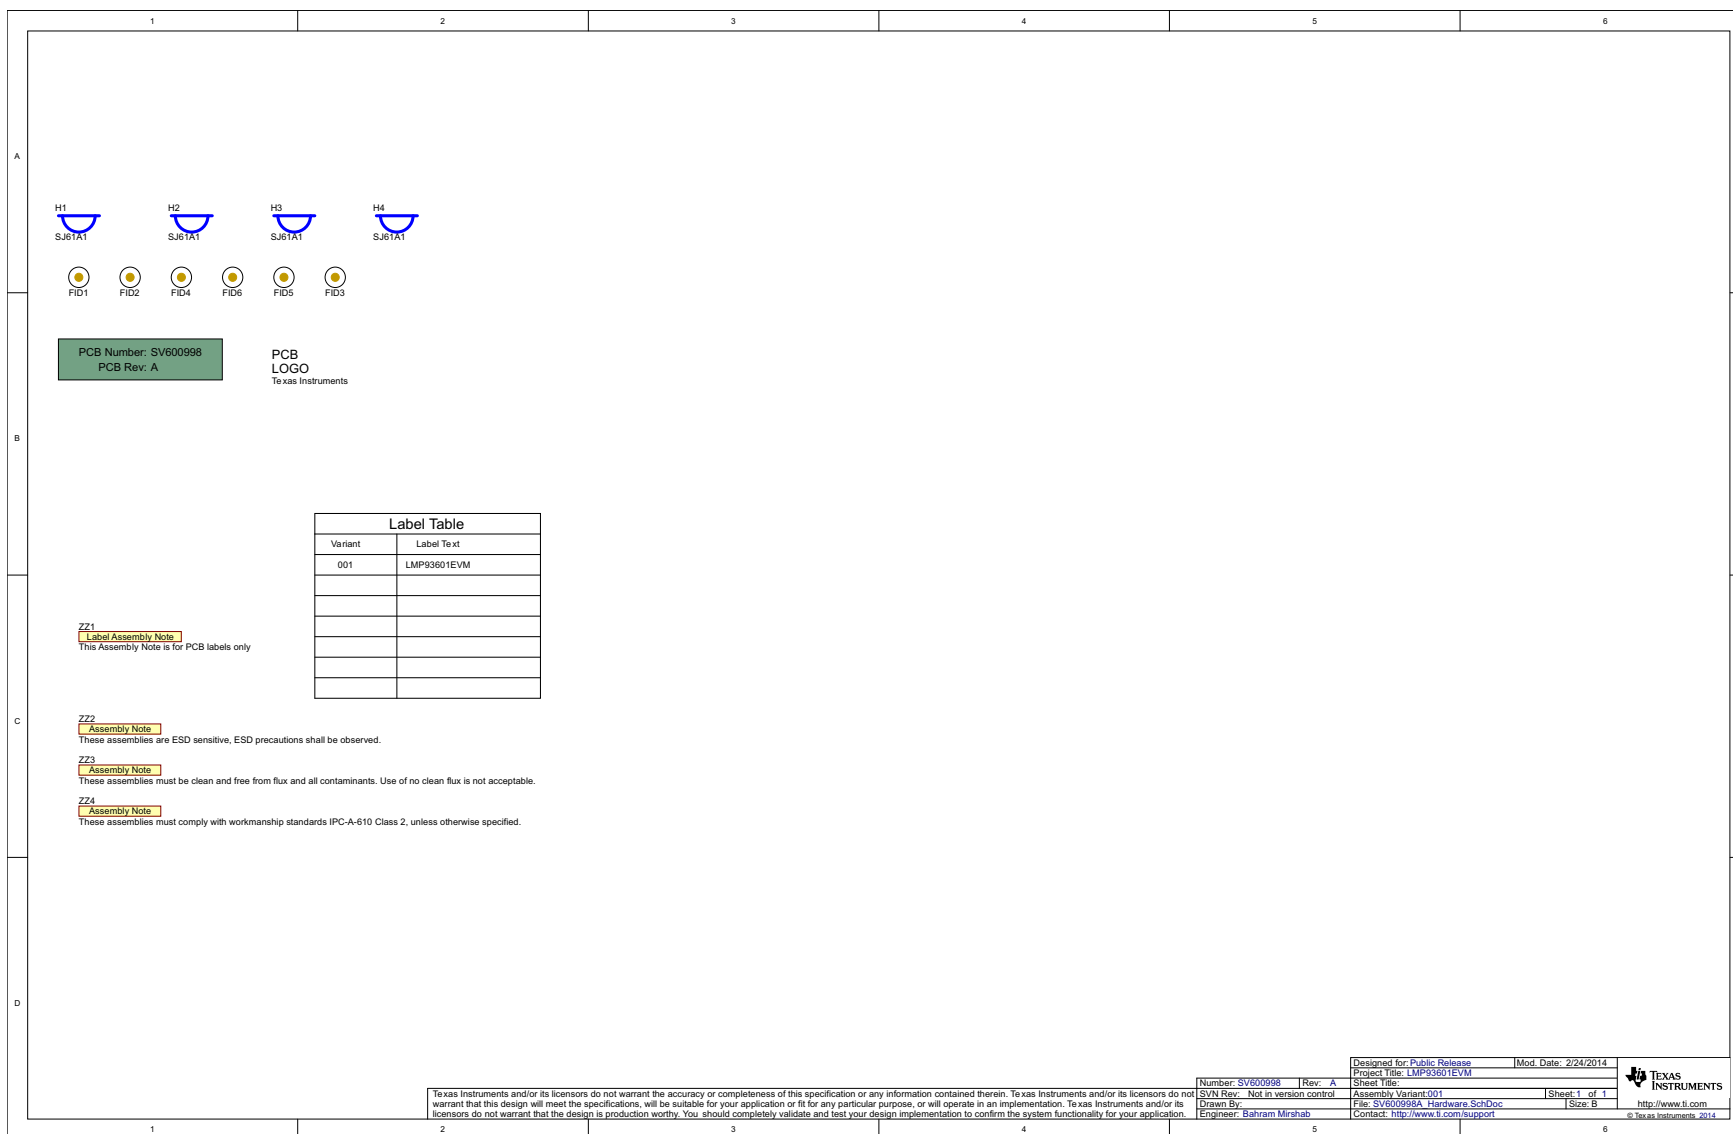 1 2 3 4 5 6
A
H1 H2 H3 H4
SJ61A1 SJ61A1 SJ61A1 SJ61A1
FID1 FID2 FID4 FID6 FID5 FID3
PCB Number: SV600998
PCB Rev: A
PCB
LOGO
Texas Instruments
B
Label Table
Variant Label Text
001 LMP93601EVM
ZZ1
Label Assembly Note
This Assembly Note is for PCB labels only
C
ZZ2
Assembly Note
These assemblies are ESD sensitive, ESD precautions shall be observed.
ZZ3
Assembly Note
These assemblies must be clean and free from flux and all contaminants. Use of no clean flux is not acceptable.
ZZ4
Assembly Note
These assemblies must comply with workmanship standards IPC-A-610 Class 2, unless otherwise specified.
D
Texas Instruments and/or its licensors do not warrant the accuracy or completeness of this specification or any information contained therein. Texas Instruments and/or its licensors do not
warrant that this design will meet the specifications, will be suitable for your application or fit for any particular purpose, or will operate in an implementation. Texas Instruments and/or its
licensors do not warrant that the design is production worthy. You should completely validate and test your design implementation to confirm the system functionality for your application.
Number: SV600998 Rev: A
SVN Rev: Not in version control
Drawn By:
Engineer: Bahram Mirshab
Designed for: Public Release Mod. Date: 2/24/2014
Project Title: LMP93601EVM
Sheet Title:
Assembly Variant: 001 Sheet: 1 of 1
File: SV600998A_Hardware.SchDoc Size: B
Contact: http://www.ti.com/support
TEXAS
INSTRUMENTS
http://www.ti.com
© Texas Instruments 2014
1 2 3 4 5 6